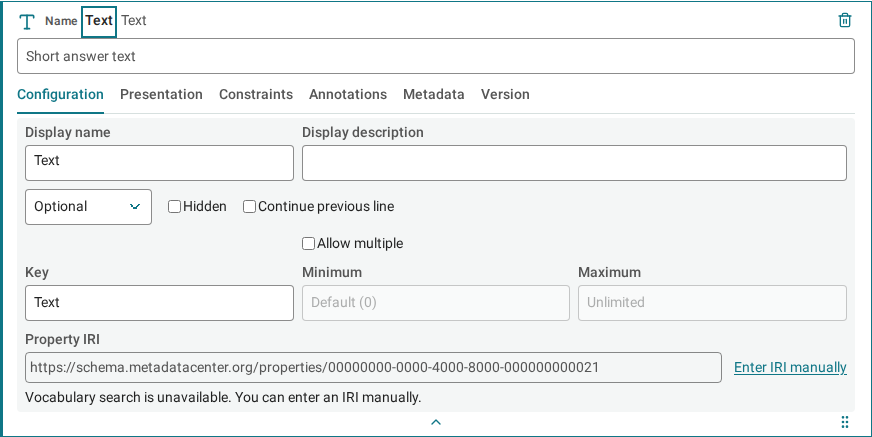 Name Text Text
Short answer text
Configuration Presentation Constraints Annotations Metadata Version
Display name Display description
Text
Optional Hidden Continue previous line
Allow multiple
Key Minimum Maximum
Text Default (0) Unlimited
Property IRI
https://schema.metadatacenter.org/properties/00000000-0000-4000-8000-000000000021 Enter IRI manually
Vocabulary search is unavailable. You can enter an IRI manually.